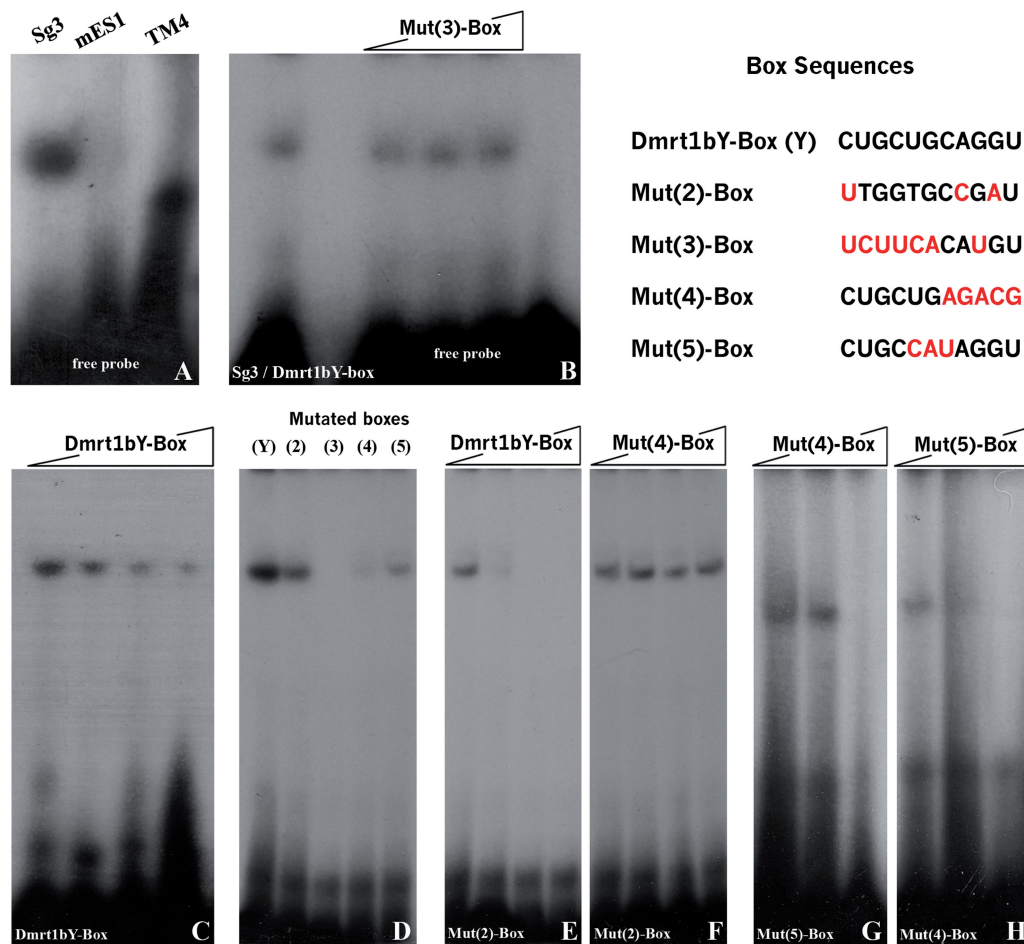 Sg3 mES1 TM4
free probe
A
Mut(3)-Box
Sg3 / Dmrt1bY-box
free probe
B
Box Sequences
Dmrt1bY-Box (Y) CUGCUGCAGGU
Mut(2)-Box UTGGTGCCGAU
Mut(3)-Box UCUUCACAUGU
Mut(4)-Box CUGCUGAGACG
Mut(5)-Box CUGCCAUAGGU
Dmrt1bY-Box
Dmrt1bY-Box
C
Mutated boxes
(Y) (2) (3) (4) (5)
D
Dmrt1bY-Box
Mut(2)-Box
E
Mut(4)-Box
Mut(2)-Box
F
Mut(4)-Box
Mut(5)-Box
G
Mut(5)-Box
Mut(4)-Box
H